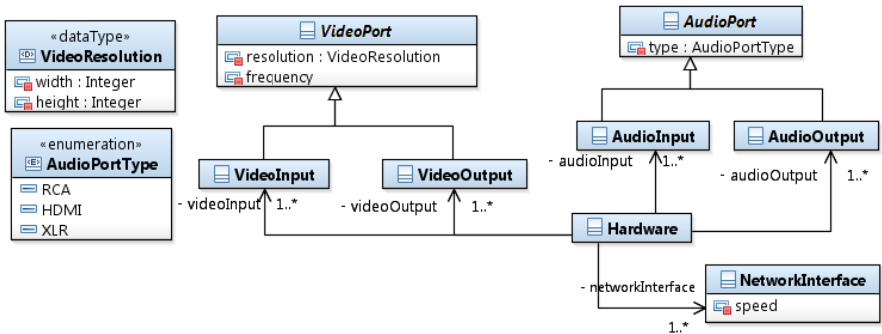 «dataType»
VideoResolution
width : Integer
height : Integer
«enumeration»
AudioPortType
RCA
HDMI
XLR
VideoPort
resolution : VideoResolution
frequency
AudioPort
type : AudioPortType
VideoInput
VideoOutput
AudioInput
AudioOutput
- videoInput
1..*
- videoOutput
1..*
- audioInput
1..*
- audioOutput
1..*
Hardware
- networkInterface
1..*
NetworkInterface
speed